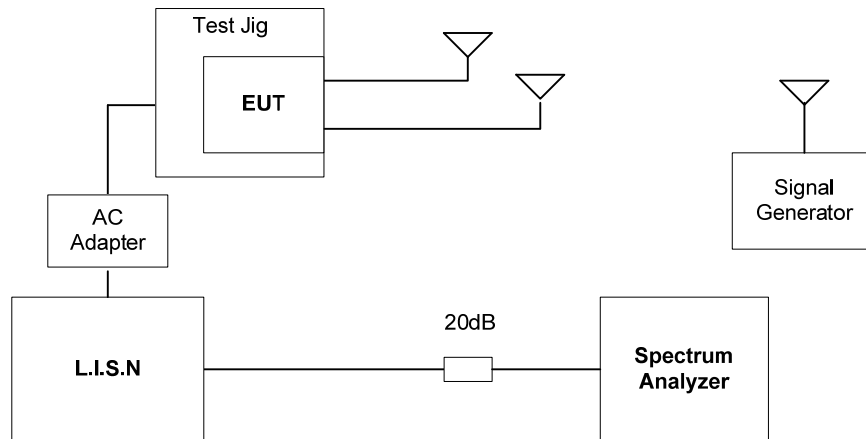 Test Jig
EUT
Signal
Generator
AC
Adapter
20dB
L.I.S.N
Spectrum
Analyzer